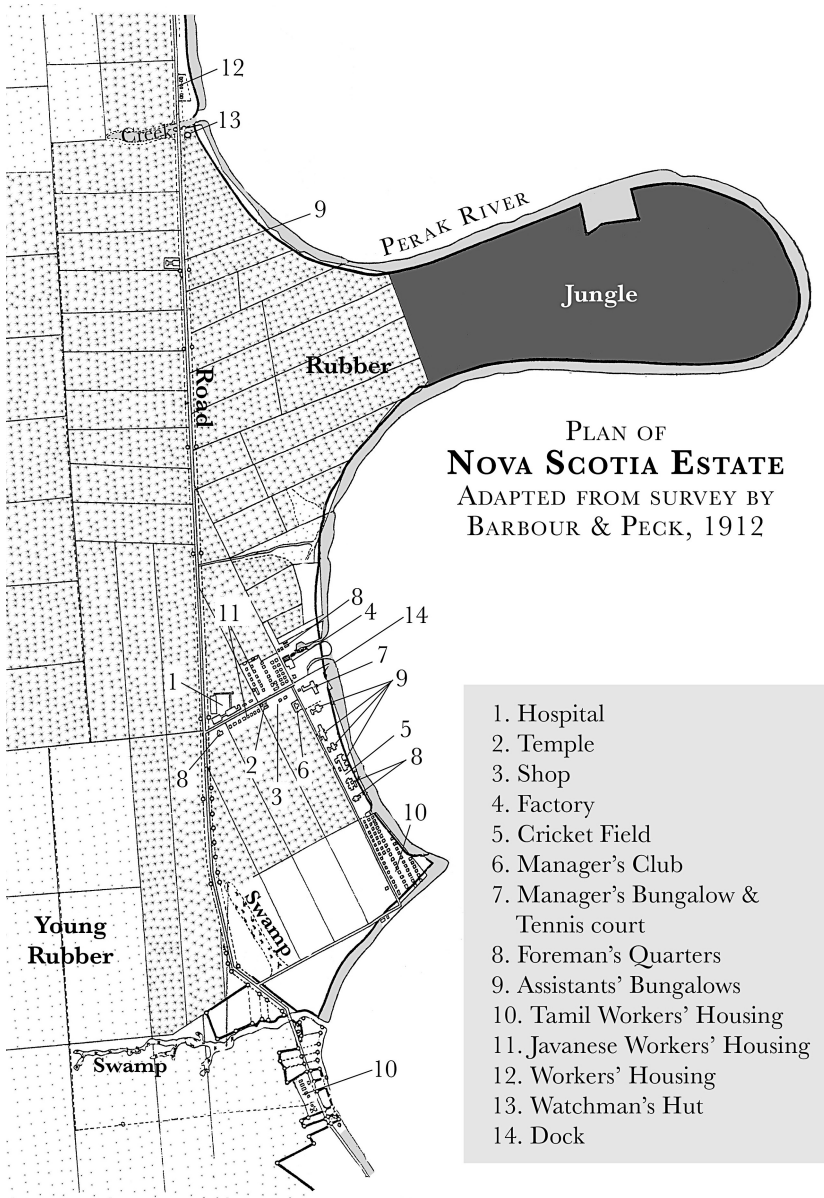 12
Creek
13
9
PERAK RIVER
Jungle
Rubber
Road
PLAN OF
NOVA SCOTIA ESTATE
ADAPTED FROM SURVEY BY
BARBOUR & PECK, 1912
8
11
4
14
7
1
9
5
8
8
2
3
6
10
Swamp
Young
Rubber
Swamp
10
1. Hospital
2. Temple
3. Shop
4. Factory
5. Cricket Field
6. Manager's Club
7. Manager's Bungalow &
Tennis court
8. Foreman's Quarters
9. Assistants' Bungalows
10. Tamil Workers' Housing
11. Javanese Workers' Housing
12. Workers' Housing
13. Watchman's Hut
14. Dock